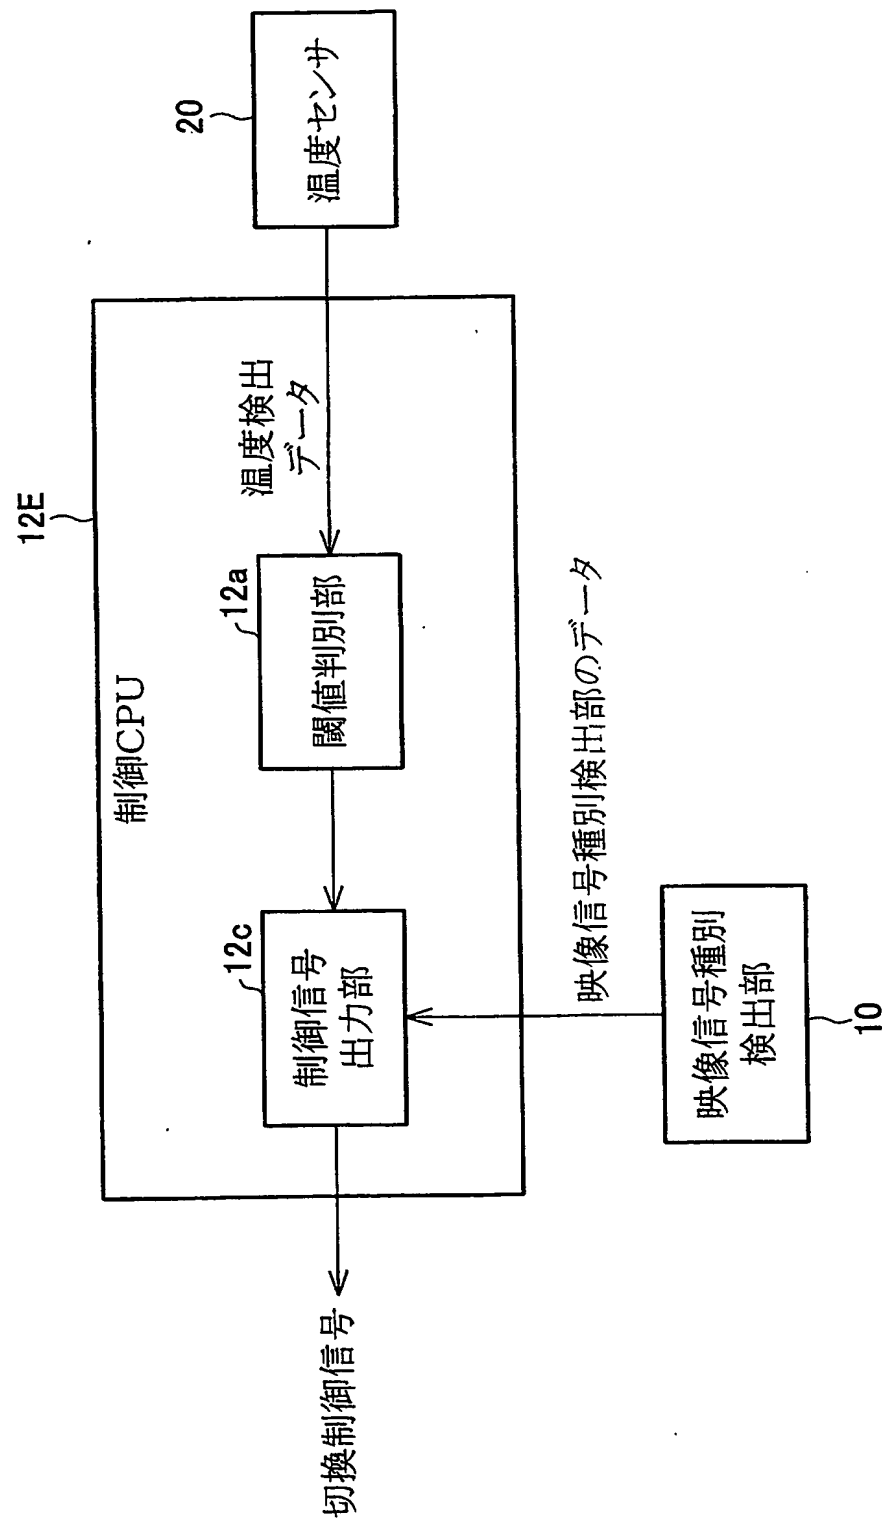 12E
制御CPU
20
温度センサ
温度検出
データ
12a
閾値判別部
12c
制御信号
出力部
切換制御信号
映像信号種別検出部のデータ
映像信号種別
検出部
10